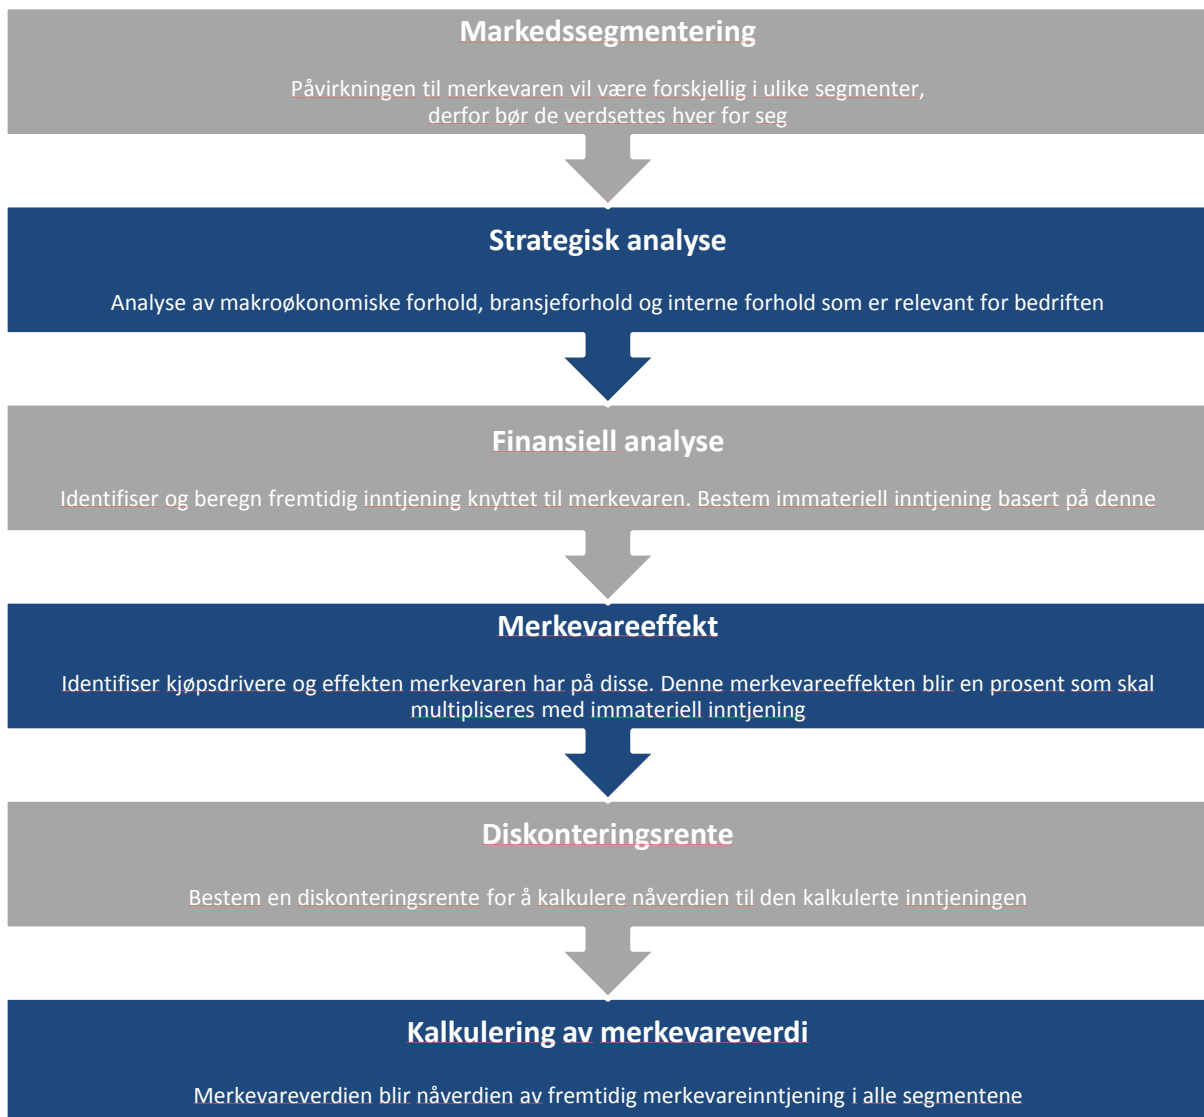 Markedssegmentering
Påvirkningen til merkevaren vil være forskjellig i ulike segmenter,
derfor bør de verdsettes hver for seg
Strategisk analyse
Analyse av makroøkonomiske forhold, bransjeforhold og interne forhold som er relevant for bedriften
Finansiell analyse
Identifiser og beregn fremtidig inntjening knyttet til merkevaren. Bestem immateriell inntjening basert på denne
Merkevareeffekt
Identifiser kjøpsdrivere og effekten merkevaren har på disse. Denne merkevareeffekten blir en prosent som skal
multipliseres med immateriell inntjening
Diskonteringsrente
Bestem en diskonteringsrente for å kalkulere nåverdien til den kalkulerte inntjeningen
Kalkulering av merkevareverdi
Merkevareverdien blir nåverdien av fremtidig merkevareinntjening i alle segmentene